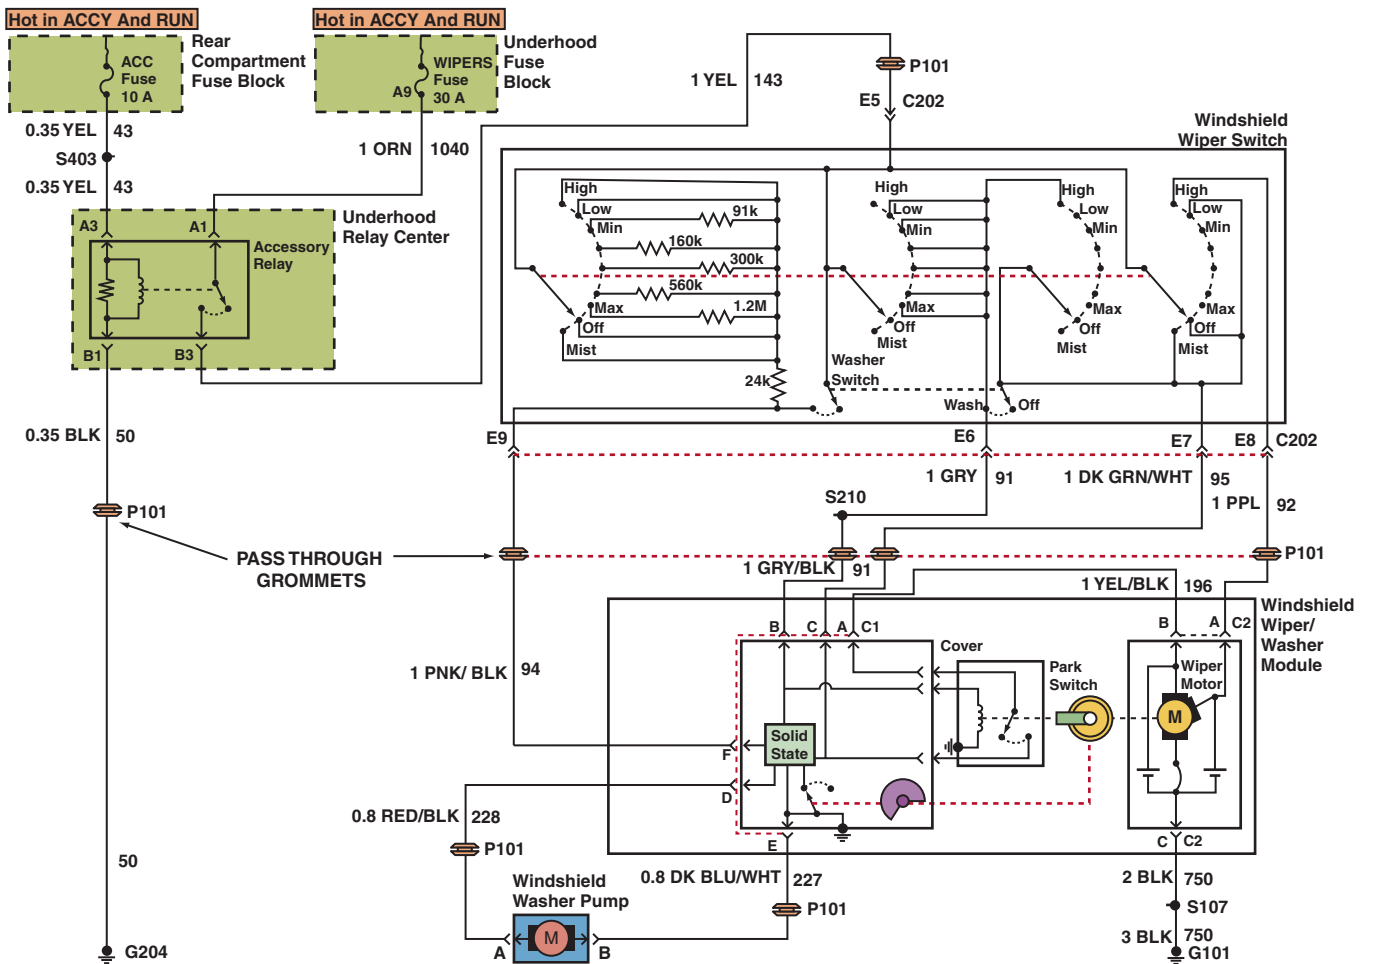 Hot in ACCY And RUN
Hot in ACCY And RUN
Rear
Compartment
Fuse Block
ACC
Fuse
10 A
WIPERS
Fuse
30 A
A9
Underhood
Fuse
Block
0.35 YEL 43
S403
0.35 YEL 43
1 ORN 1040
1 YEL 143
P101
E5 C202
Windshield
Wiper Switch
A3 A1
Underhood
Relay Center
Accessory
Relay
B1 B3
High
Low
Min
Max
Off
Mist
91k
160k
300k
560k
1.2M
24k
High
Low
Min
Max
Off
Mist
High
Low
Min
Max
Off
Mist
High
Low
Min
Max
Off
Mist
Washer
Switch
Wash Off
E9 E6 E7 E8 C202
0.35 BLK 50
P101
PASS THROUGH
GROMMETS
1 GRY 91
1 DK GRN/WHT 95
1 PPL 92
S210
P101
1 GRY/BLK 91
1 YEL/BLK 196
Windshield
Wiper/
Washer
Module
B C A C1
B A C2
Cover
Park
Switch
Wiper
Motor
M
1 PNK/ BLK 94
Solid
State
F
D
E
C C2
0.8 RED/BLK 228
P101
50
0.8 DK BLU/WHT 227
P101
2 BLK 750
S107
3 BLK 750
G101
Windshield
Washer Pump
A M B
G204